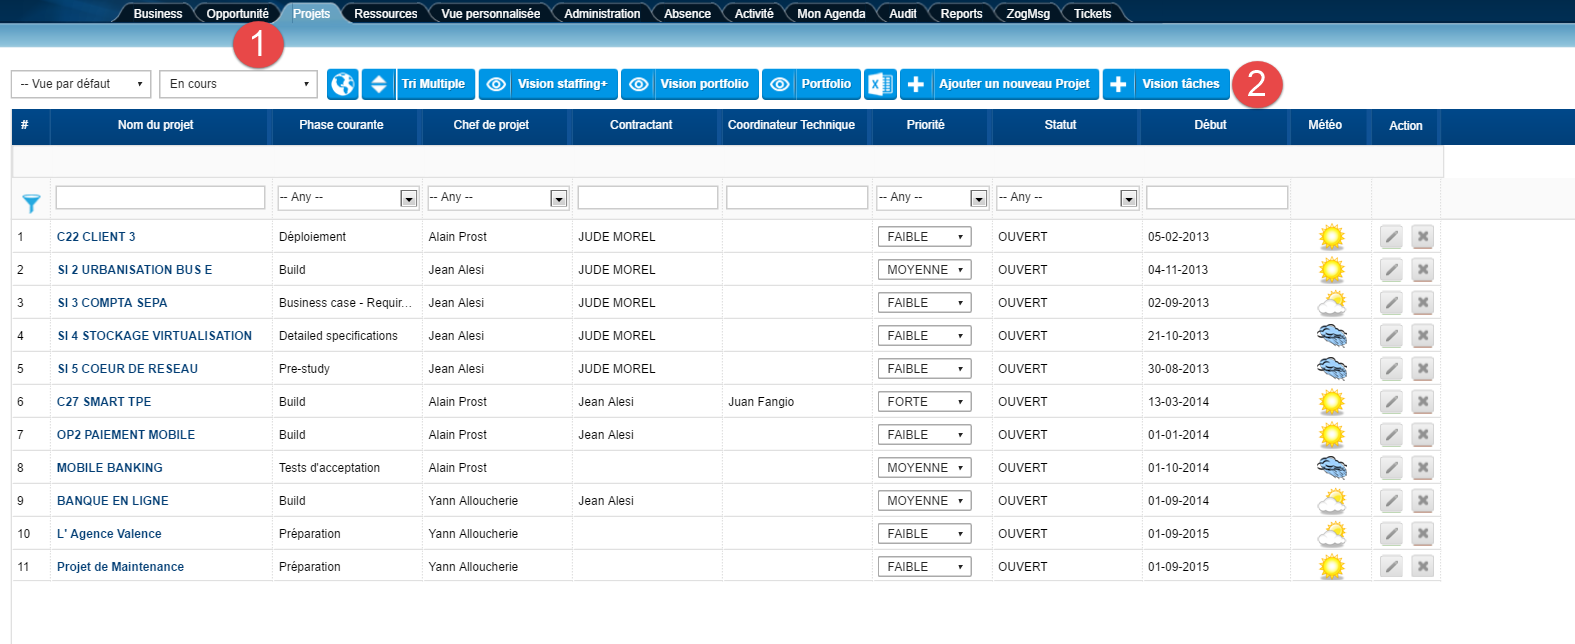 Business Opportunité Projets Ressources Vue personnalisée Administration Absence Activité Mon Agenda Audit Reports ZogMsg Tickets
1
-- Vue par défaut En cours Tri Multiple Vision staffing+ Vision portfolio Portfolio Ajouter un nouveau Projet Vision tâches 2
# Nom du projet Phase courante Chef de projet Contractant Coordinateur Technique Priorité Statut Début Météo Action
-- Any -- -- Any -- -- Any -- -- Any --
1 C22 CLIENT 3 Déploiement Alain Prost JUDE MOREL FAIBLE OUVERT 05-02-2013
2 SI 2 URBANISATION BUS E Build Jean Alesi JUDE MOREL MOYENNE OUVERT 04-11-2013
3 SI 3 COMPTA SEPA Business case - Requir... Jean Alesi JUDE MOREL FAIBLE OUVERT 02-09-2013
4 SI 4 STOCKAGE VIRTUALISATION Detailed specifications Jean Alesi JUDE MOREL FAIBLE OUVERT 21-10-2013
5 SI 5 COEUR DE RESEAU Pre-study Jean Alesi JUDE MOREL FAIBLE OUVERT 30-08-2013
6 C27 SMART TPE Build Alain Prost Jean Alesi Juan Fangio FORTE OUVERT 13-03-2014
7 OP2 PAIEMENT MOBILE Build Alain Prost Jean Alesi FAIBLE OUVERT 01-01-2014
8 MOBILE BANKING Tests d'acceptation Alain Prost MOYENNE OUVERT 01-10-2014
9 BANQUE EN LIGNE Build Yann Alloucherie Jean Alesi MOYENNE OUVERT 01-09-2014
10 L' Agence Valence Préparation Yann Alloucherie FAIBLE OUVERT 01-09-2015
11 Projet de Maintenance Préparation Yann Alloucherie FAIBLE OUVERT 01-09-2015